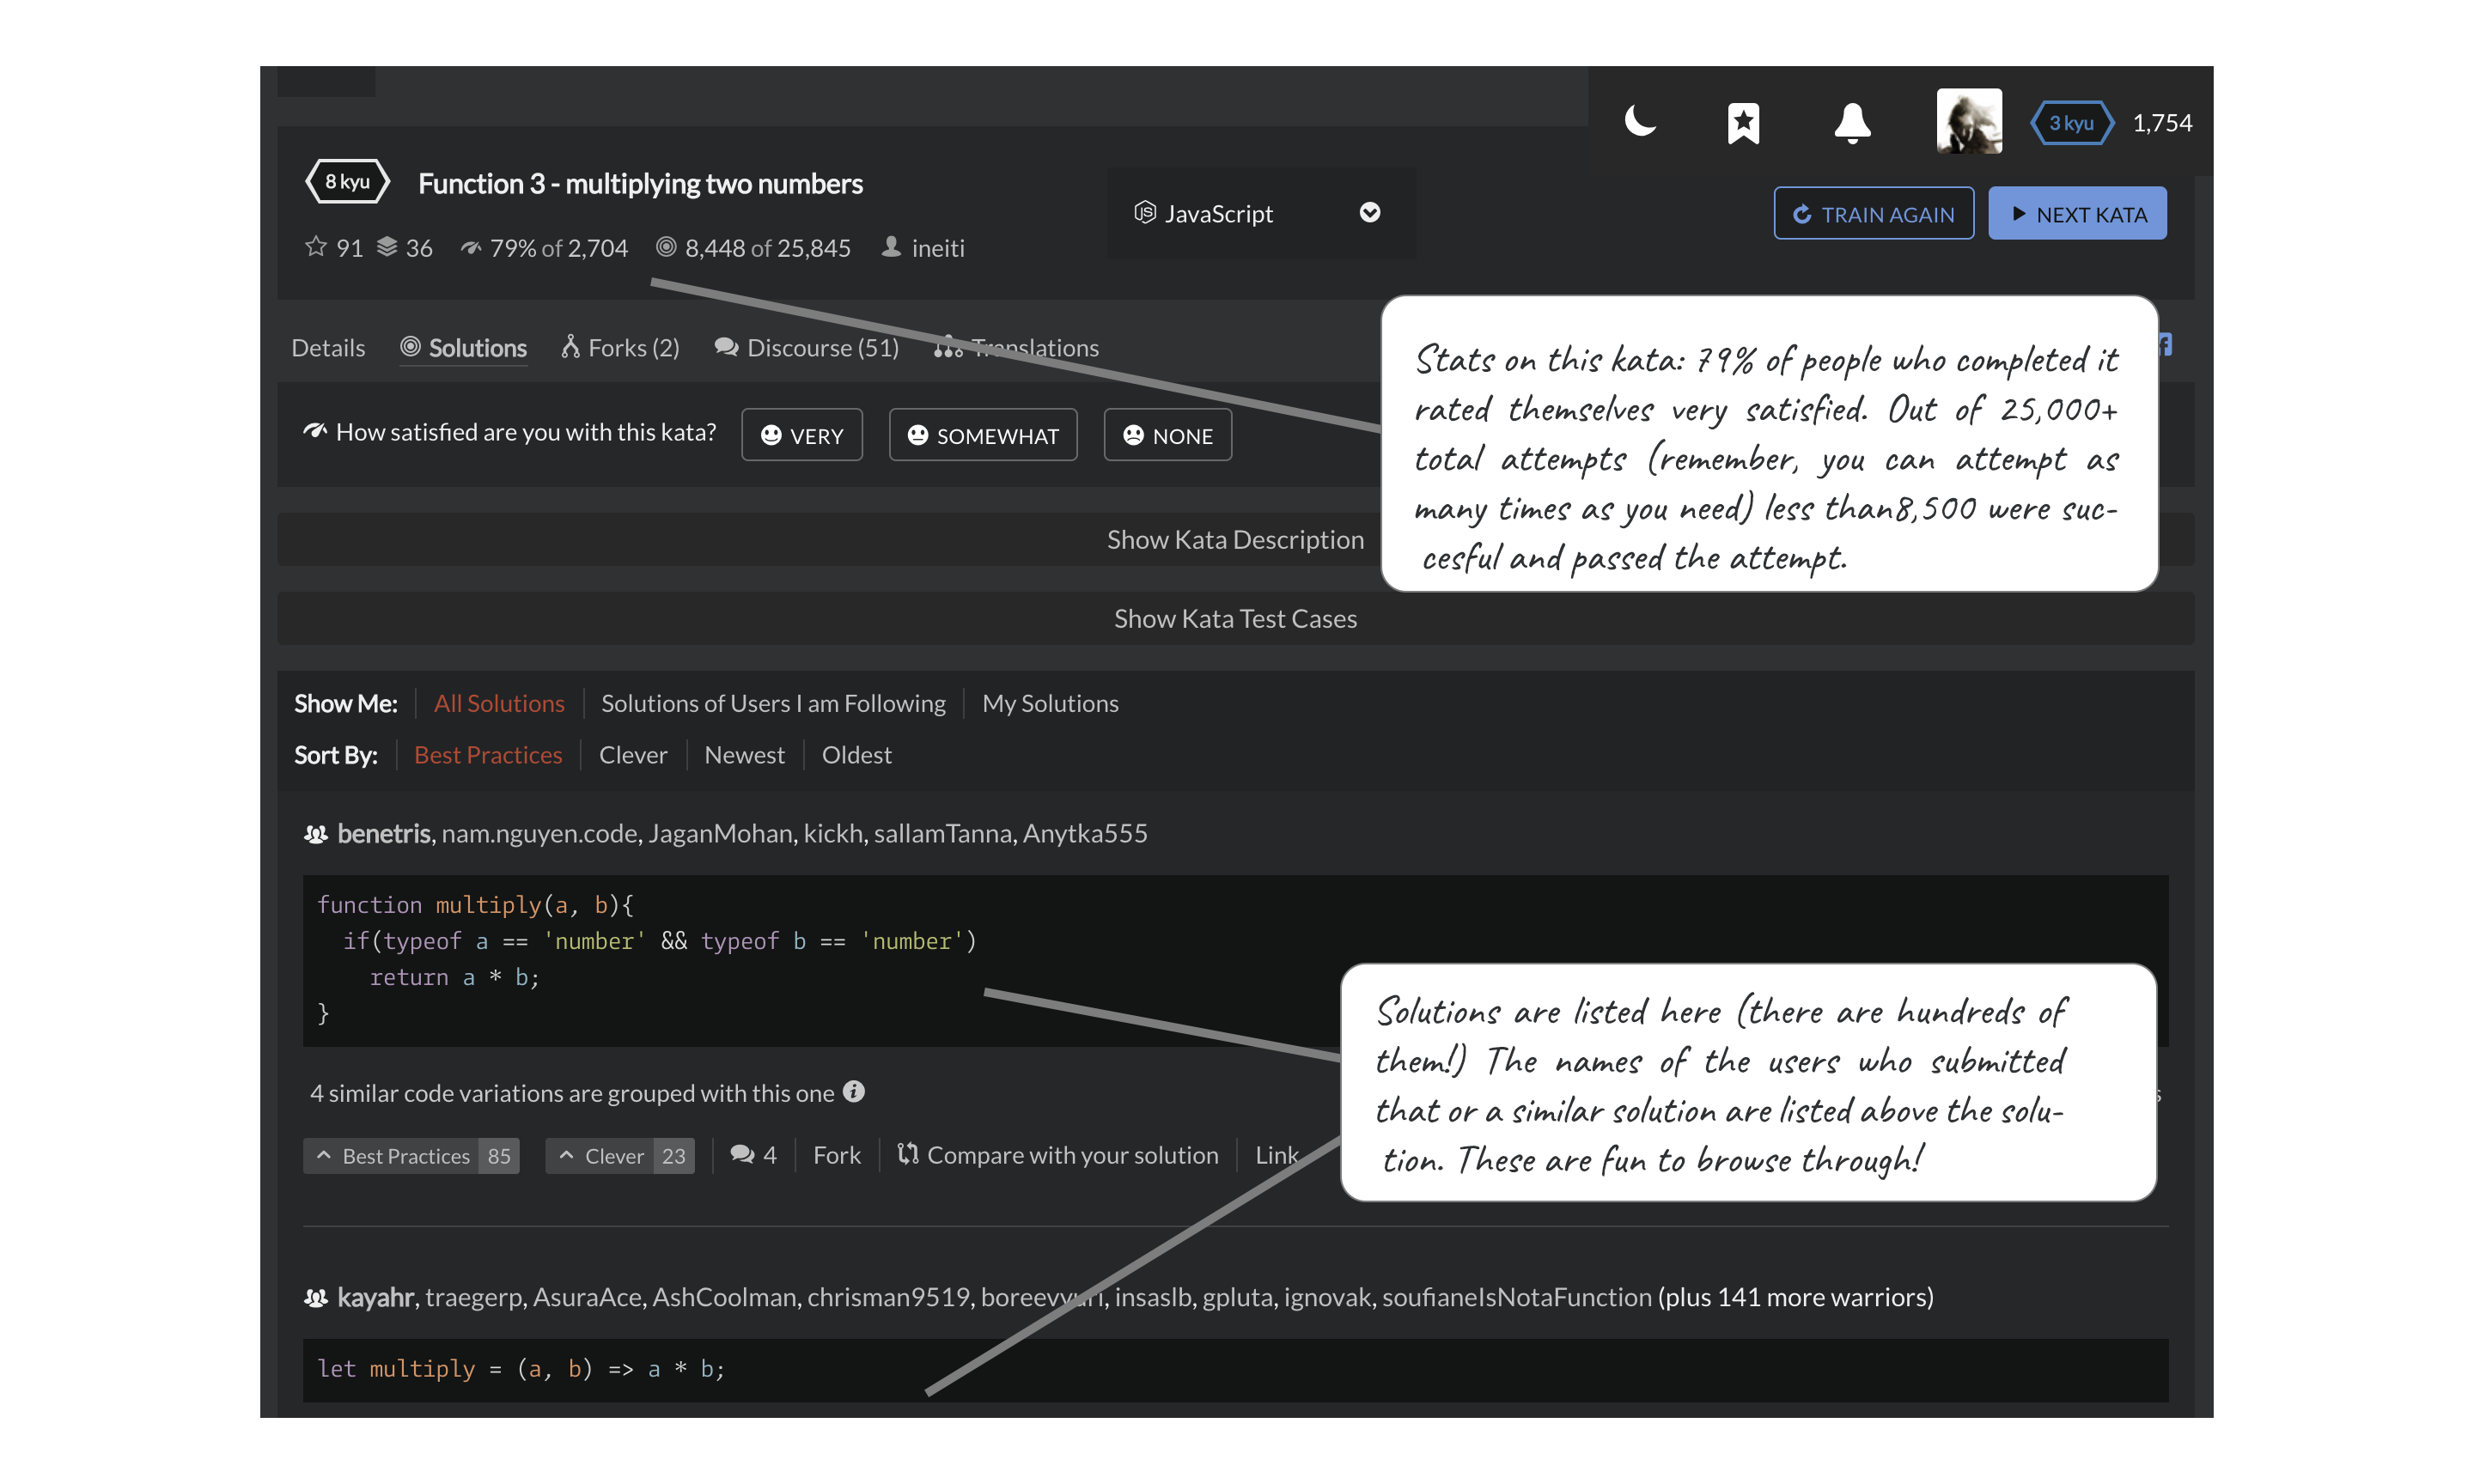 3 kyu 1,754
8 kyu Function 3 - multiplying two numbers
JavaScript
TRAIN AGAIN NEXT KATA
91 36 79% of 2,704 8,448 of 25,845 ineiti
Details Solutions Forks (2) Discourse (51) Translations
How satisfied are you with this kata? VERY SOMEWHAT NONE
Stats on this kata: 79% of people who completed it
rated themselves very satisfied. Out of 25,000+
total attempts (remember, you can attempt as
many times as you need) less than8,500 were suc-
cesful and passed the attempt.
Show Kata Description
Show Kata Test Cases
Show Me: All Solutions Solutions of Users I am Following My Solutions
Sort By: Best Practices Clever Newest Oldest
benetris, nam.nguyen.code, JaganMohan, kickh, sallamTanna, Anytka555
function multiply(a, b){
if(typeof a == 'number' && typeof b == 'number')
return a * b;
}
Solutions are listed here (there are hundreds of
them!) The names of the users who submitted
that or a similar solution are listed above the solu-
tion. These are fun to browse through!
4 similar code variations are grouped with this one
Best Practices 85 Clever 23 4 Fork Compare with your solution Link
kayahr, traegerp, AsuraAce, AshCoolman, chrisman9519, insaslb, gpluta, ignovak, soufianeIsNotaFunction (plus 141 more warriors)
let multiply = (a, b) => a * b;